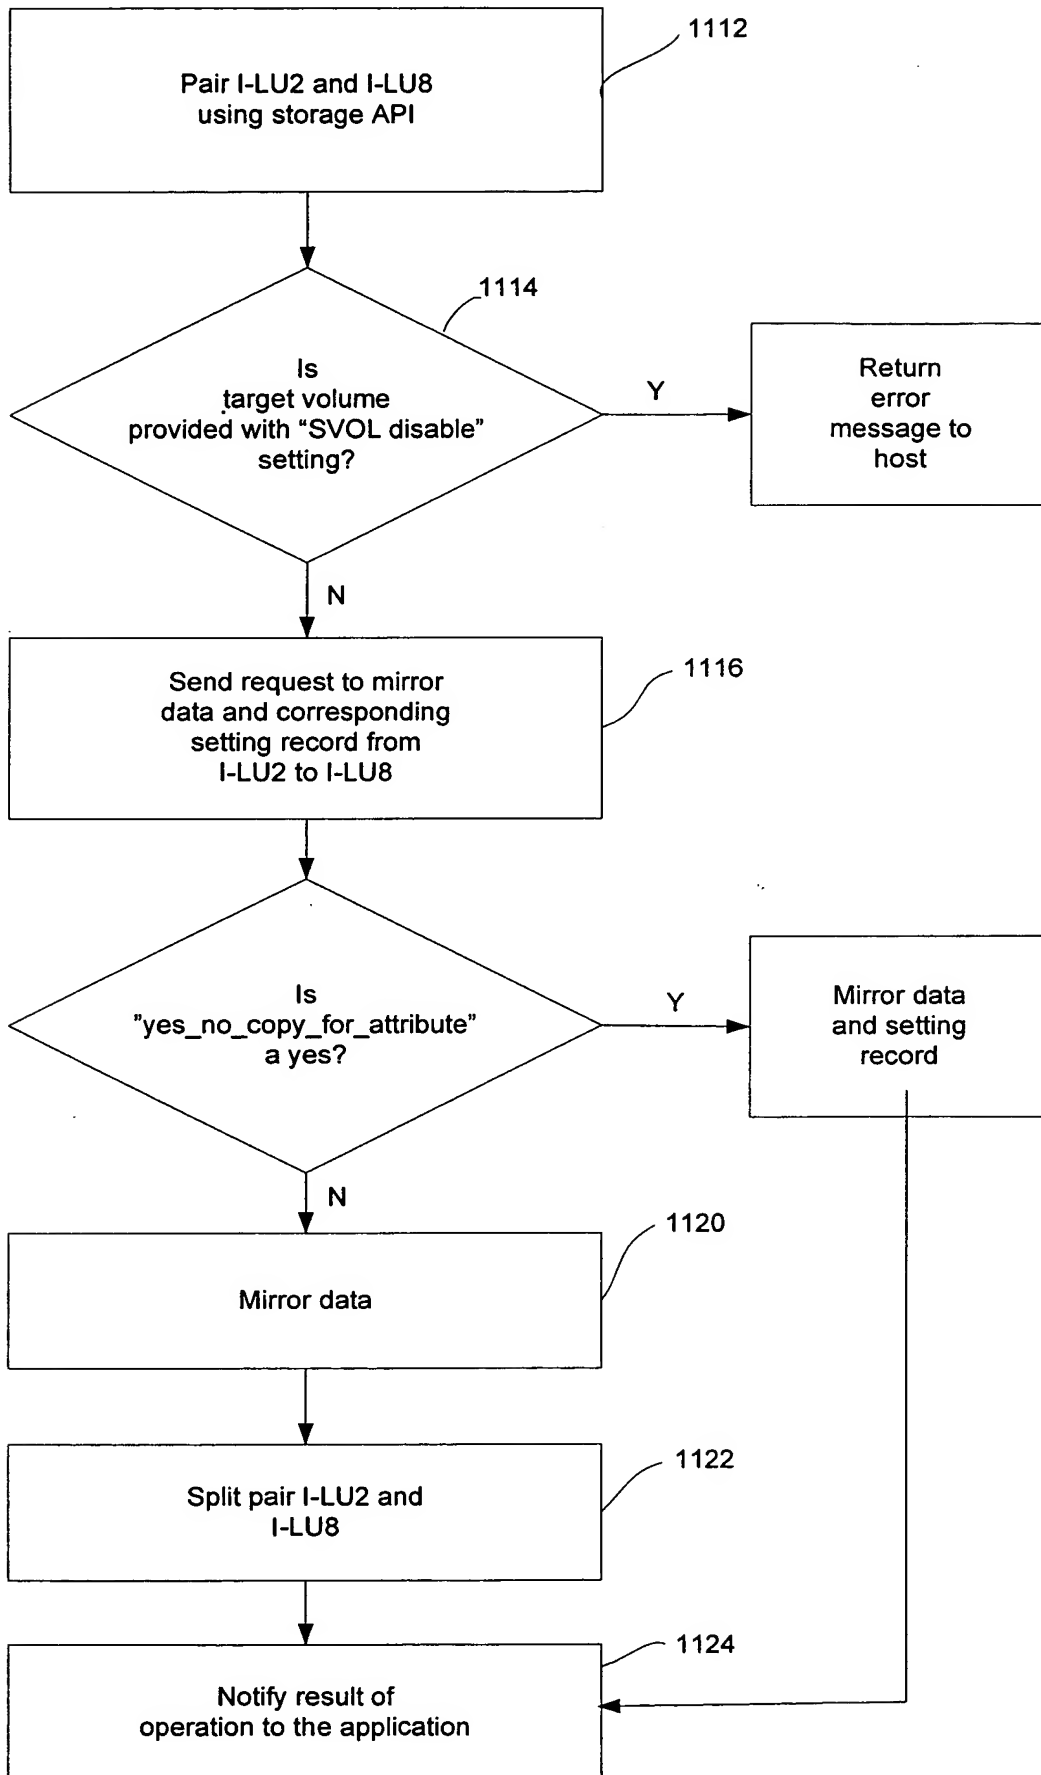 1112
Pair I-LU2 and I-LU8
using storage API
1114
Is
target volume
provided with “SVOL disable”
setting?
Y
Return
error
message to
host
N
1116
Send request to mirror
data and corresponding
setting record from
I-LU2 to I-LU8
Is
"yes_no_copy_for_attribute"
a yes?
Y
Mirror data
and setting
record
N
1120
Mirror data
1122
Split pair I-LU2 and
I-LU8
1124
Notify result of
operation to the application